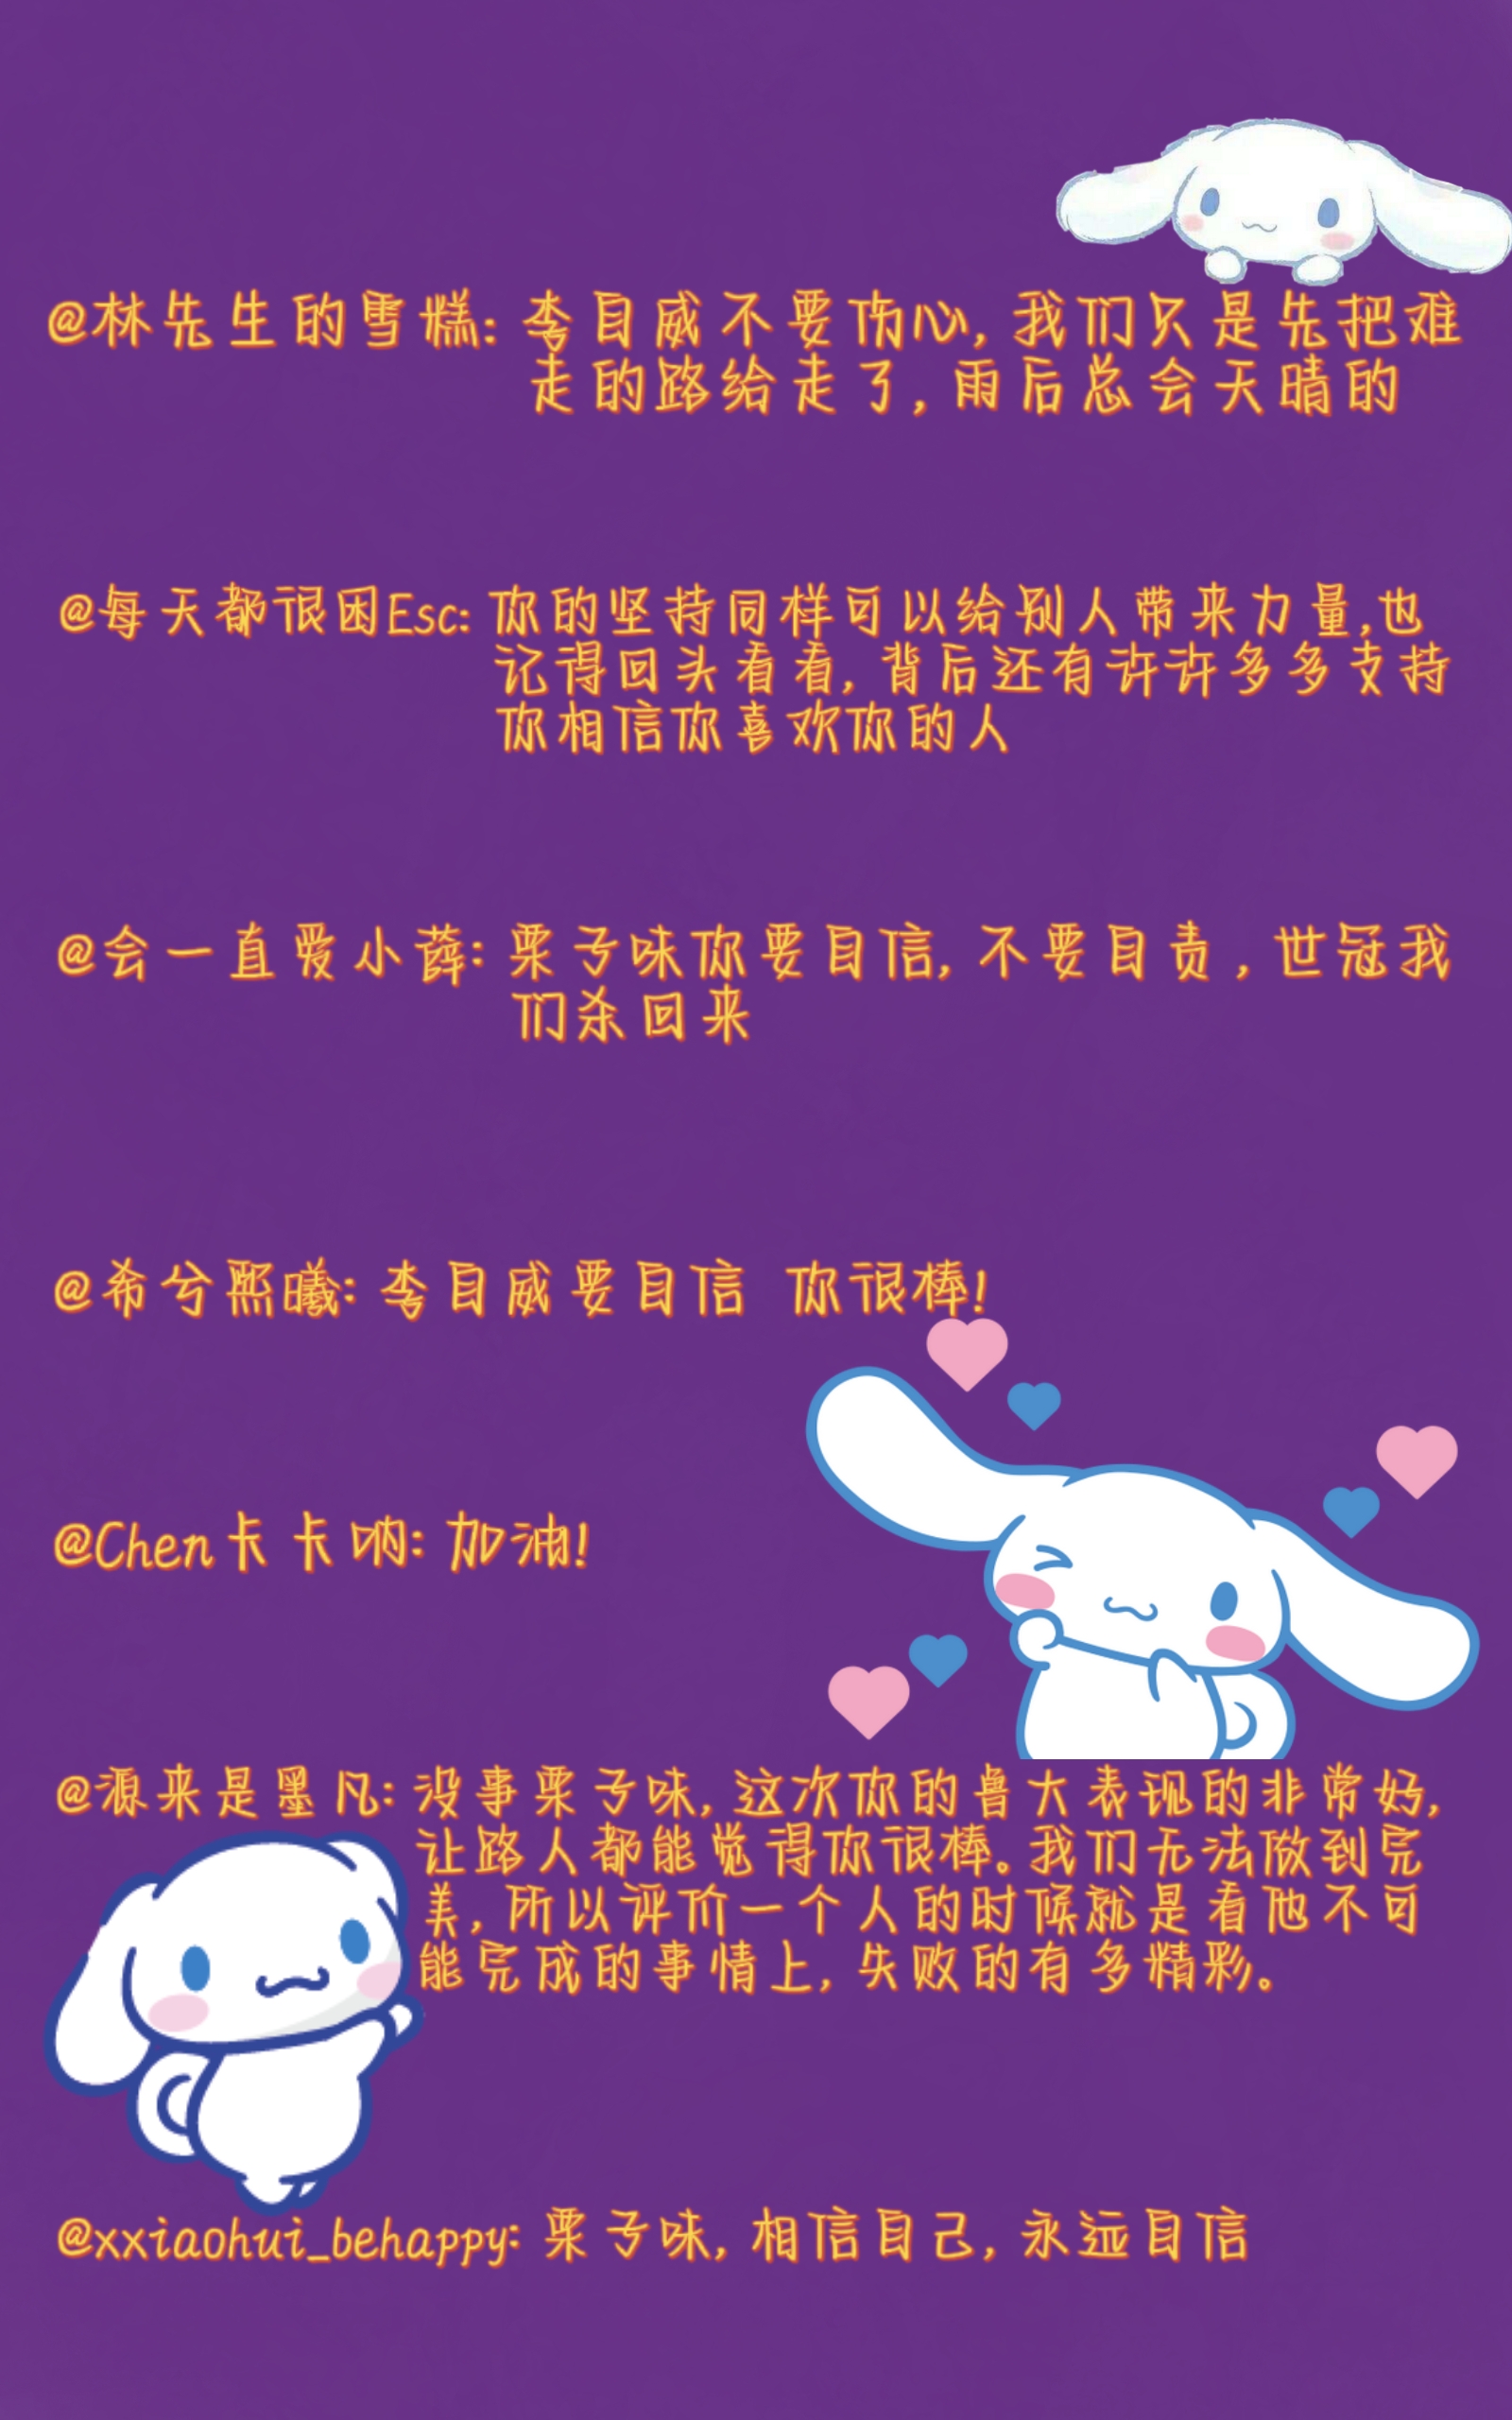 @林先生的雪糕: 李自威不要伤心, 我们只是先把难
走的路给走了, 雨后总会天晴的
@每天都很困Esc: 你的坚持同样可以给别人带来力量,也
记得回头看看, 背后还有许许多多支持
你相信你喜欢你的人
@会一直爱小薛: 栗子味你要自信, 不要自责, 世冠我
们杀回来
@希兮熙曦: 李自威要自信 你很棒!
@Chen卡卡呐: 加油!
@源来是墨凡: 没事栗子味, 这次你的鲁大表现的非常好,
让路人都能觉得你很棒。我们无法做到完
美, 所以评价一个人的时候就是看他不可
能完成的事情上, 失败的有多精彩。
@xxiaohui_behappy: 栗子味, 相信自己, 永远自信